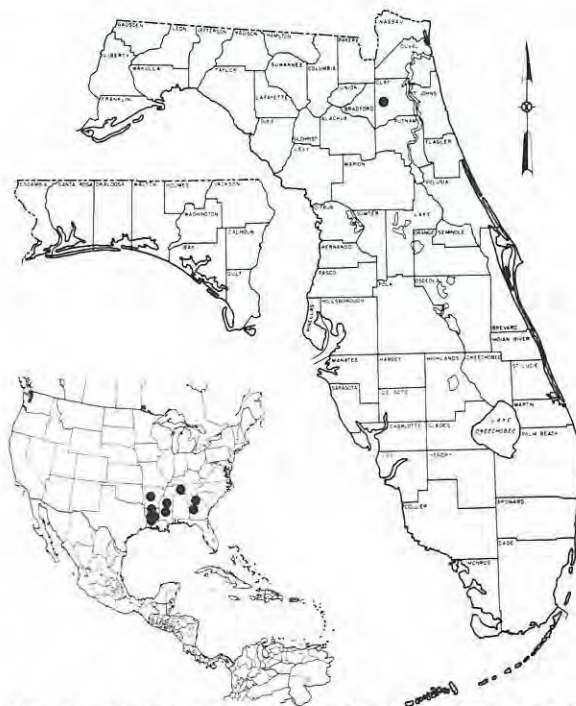 NASSAU
GADSDEN
LEON
JEFFERSON
MADISON
HAMILTON
BAKER
DUVAL
LIBERTY
WAKULLA
TAYLOR
SUWANNEE
COLUMBIA
UNION
CLAY
ST JOHNS
FRANKLIN
LAFAYETTE
BRADFORD
PUTNAM
DIXIE
GILCHRIST
ALACHUA
FLAGLER
LEVY
MARION
VOLUSIA
ESCAMBIA
SANTA ROSA
OKALOOSA
WALTON
HOLMES
JACKSON
WASHINGTON
BAY
CALHOUN
GULF
CITRUS
SUMTER
LAKE
ORANGE
SEMINOLE
HERNANDO
PASCO
POLK
OSCEOLA
PINELLAS
HILLSBOROUGH
BREVARD
INDIAN RIVER
MANATEE
HARDEE
HIGHLANDS
OKEECHOBEE
ST LUCIE
SARASOTA
DE SOTO
MARTIN
CHARLOTTE
GLADES
LAKE
OKEECHOBEE
PALM BEACH
LEE
HENDRY
COLLIER
BROWARD
DADE
MONROE